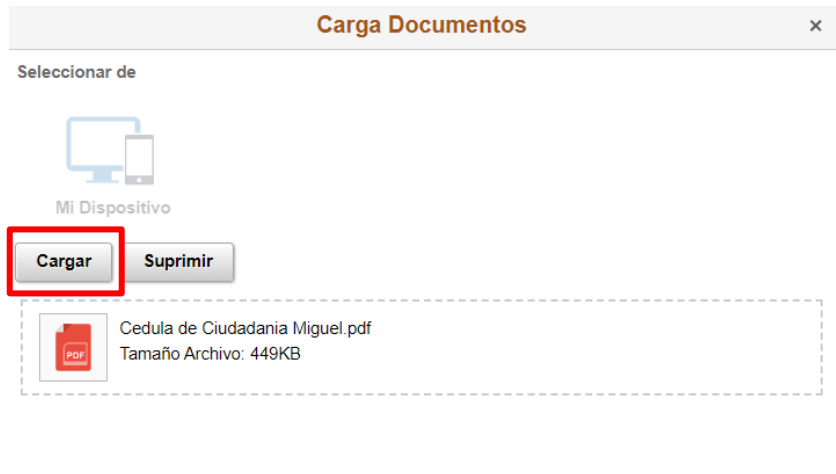 Carga Documentos ×
Seleccionar de
Mi Dispositivo
Cargar Suprimir
Cedula de Ciudadania Miguel.pdf
PDF
Tamaño Archivo: 449KB